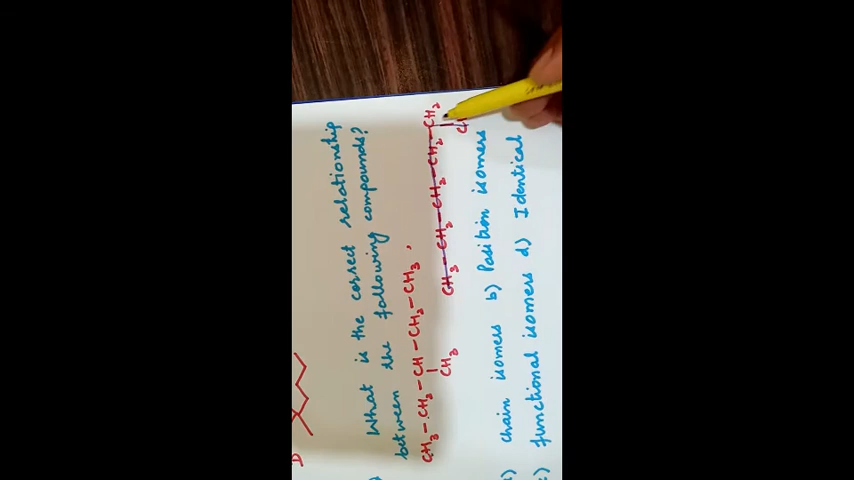 D
) What is the correct relationship
between the following compounds?
CH3 – CH2 – CH – CH2 – CH3 ,
CH3
CH3 – CH2 – CH2 – CH2 – CH2
) chain isomers b) Position isomers
) functional isomers d) Identical